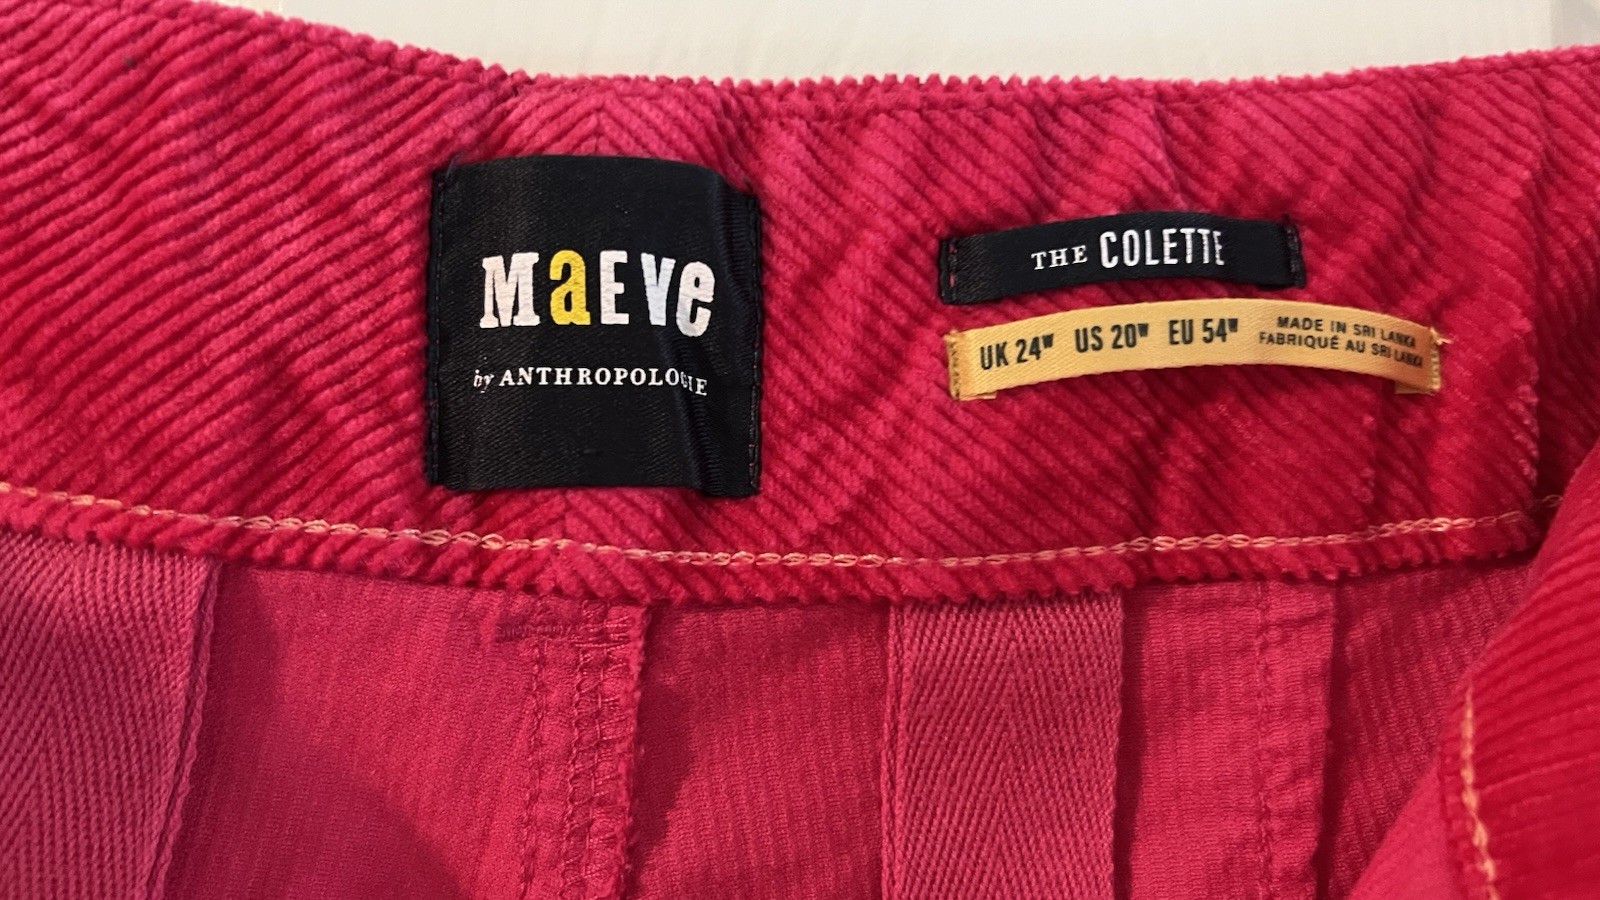 MaEVe
by ANTHROPOLOGIE
THE COLETTE
UK 24W US 20W EU 54W
MADE IN SRI LANKA
FABRIQUÉ AU SRI LANKA